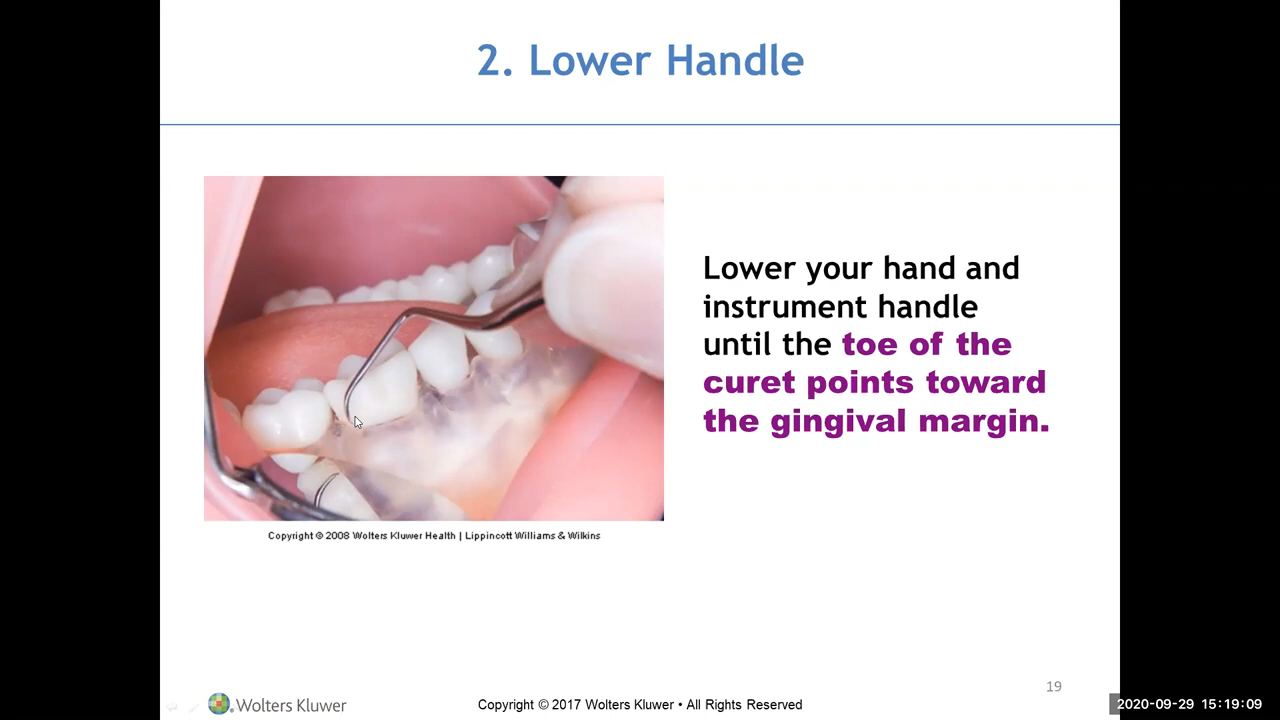 2. Lower Handle
Lower your hand and
instrument handle
until the toe of the
curet points toward
the gingival margin.
Copyright © 2008 Wolters Kluwer Health | Lippincott Williams & Wilkins
19
Wolters Kluwer
Copyright © 2017 Wolters Kluwer • All Rights Reserved
2020-09-29 15:19:09